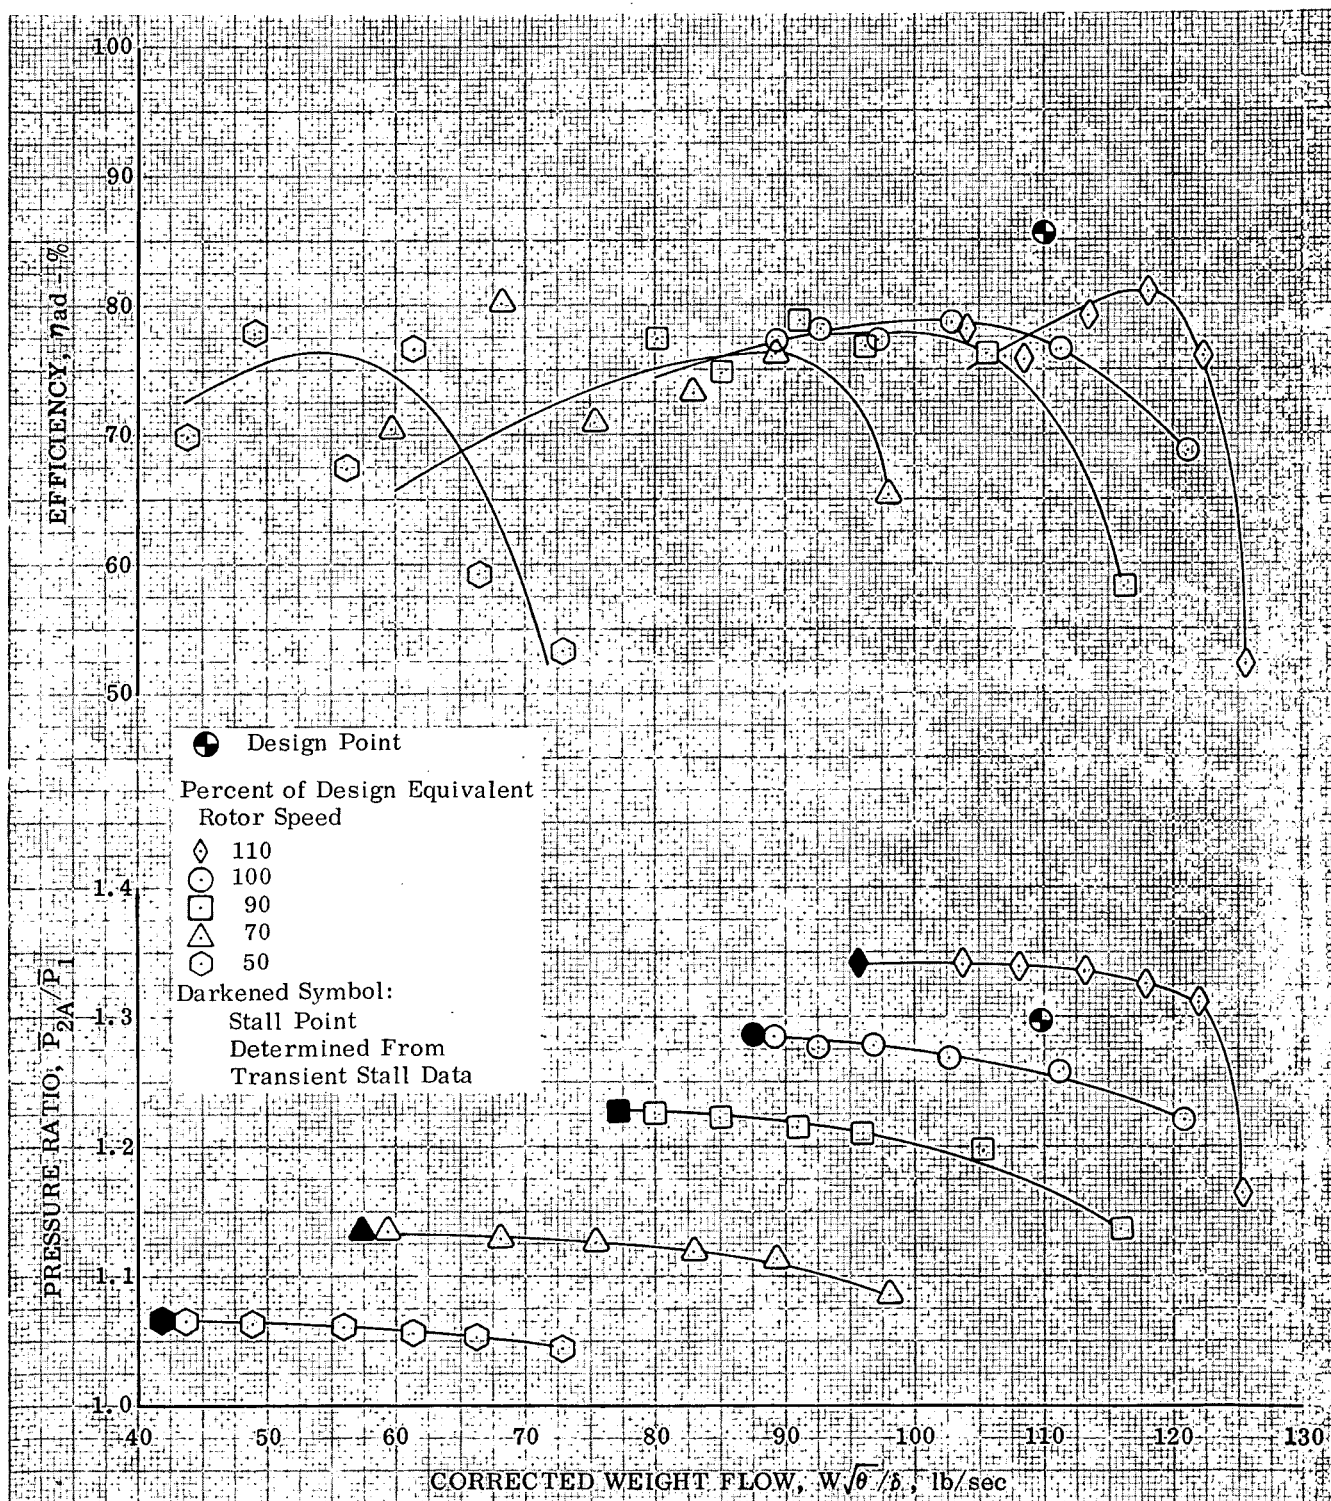 100
90
80
70
60
50
EFFICIENCY, ηad - %
Design Point
Percent of Design Equivalent
Rotor Speed
110
100
90
70
50
Darkened Symbol:
Stall Point
Determined From
Transient Stall Data
1.4
1.3
1.2
1.1
1.0
PRESSURE RATIO, P2A/P̅1
40 50 60 70 80 90 100 110 120 130
CORRECTED WEIGHT FLOW, W√θ/δ, lb/sec